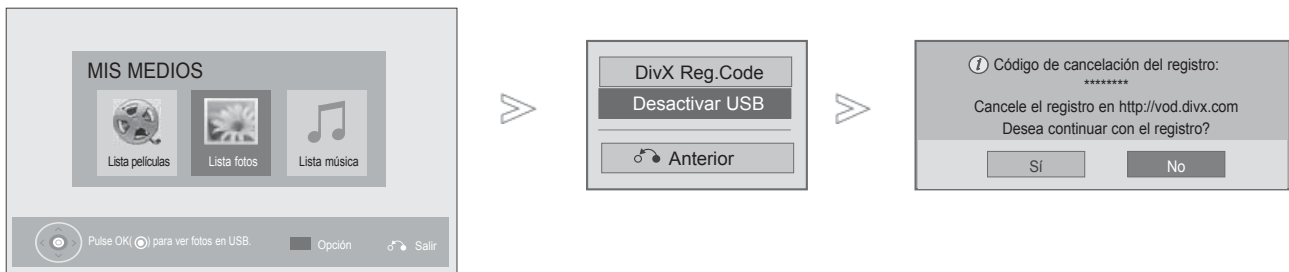 MIS MEDIOS
Lista películas
Lista fotos
Lista música
Pulse OK( ) para ver fotos en USB.
Opción
Salir
DivX Reg.Code
Desactivar USB
Anterior
Código de cancelación del registro:
********
Cancele el registro en http://vod.divx.com
Desea continuar con el registro?
Sí
No